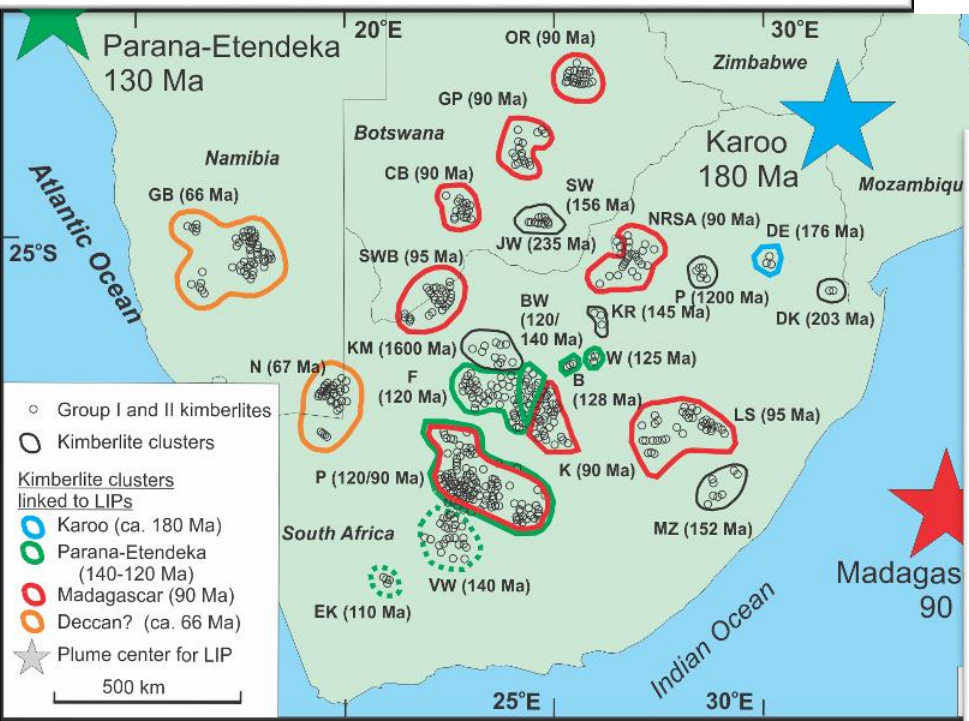 20°E
30°E
Parana-Etendeka
130 Ma
OR (90 Ma)
Zimbabwe
GP (90 Ma)
Botswana
Karoo
180 Ma
Namibia
CB (90 Ma)
SW
(156 Ma)
Mozambiqu
GB (66 Ma)
Atlantic Ocean
NRSA (90 Ma)
DE (176 Ma)
JW (235 Ma)
25°S
SWB (95 Ma)
P (1200 Ma)
BW
(120/
140 Ma)
KR (145 Ma)
DK (203 Ma)
KM (1600 Ma)
W (125 Ma)
N (67 Ma)
F
(120 Ma)
B
(128 Ma)
LS (95 Ma)
K (90 Ma)
P (120/90 Ma)
MZ (152 Ma)
South Africa
VW (140 Ma)
EK (110 Ma)
Madagas
90
Indian Ocean
Group I and II kimberlites
Kimberlite clusters
Kimberlite clusters
linked to LIPs
Karoo (ca. 180 Ma)
Parana-Etendeka
(140-120 Ma)
Madagascar (90 Ma)
Deccan? (ca. 66 Ma)
Plume center for LIP
500 km
25°E
30°E